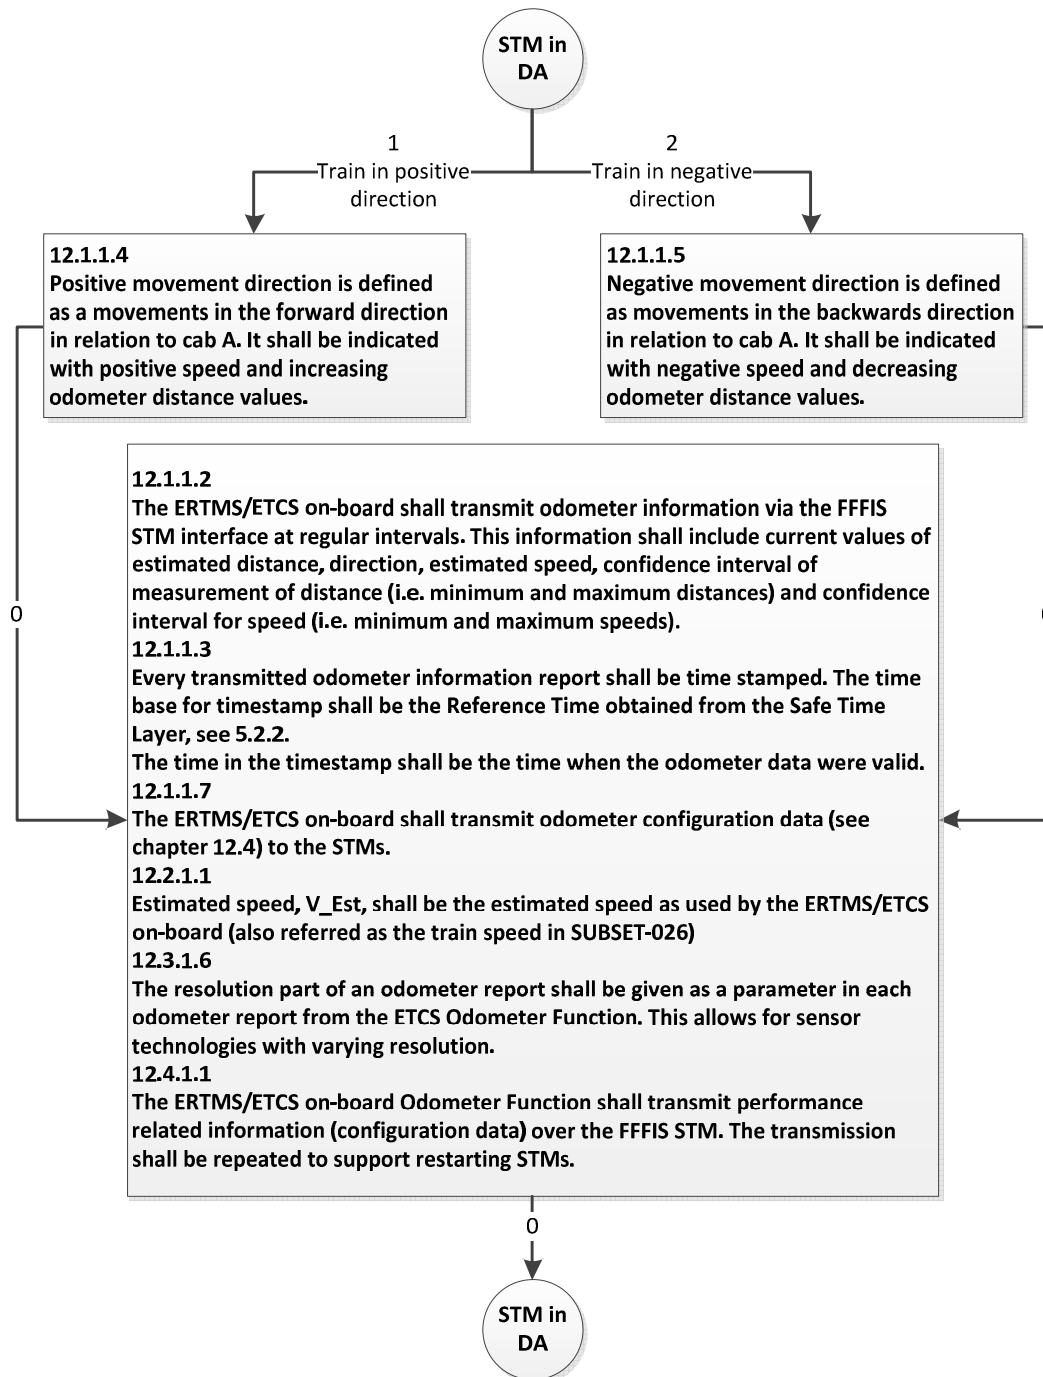 STM in
DA
1
Train in positive
direction
2
Train in negative
direction
12.1.1.4
Positive movement direction is defined
as a movements in the forward direction
in relation to cab A. It shall be indicated
with positive speed and increasing
odometer distance values.
12.1.1.5
Negative movement direction is defined
as movements in the backwards direction
in relation to cab A. It shall be indicated
with negative speed and decreasing
odometer distance values.
0
12.1.1.2
The ERTMS/ETCS on-board shall transmit odometer information via the FFFIS
STM interface at regular intervals. This information shall include current values of
estimated distance, direction, estimated speed, confidence interval of
measurement of distance (i.e. minimum and maximum distances) and confidence
interval for speed (i.e. minimum and maximum speeds).
12.1.1.3
Every transmitted odometer information report shall be time stamped. The time
base for timestamp shall be the Reference Time obtained from the Safe Time
Layer, see 5.2.2.
The time in the timestamp shall be the time when the odometer data were valid.
12.1.1.7
The ERTMS/ETCS on-board shall transmit odometer configuration data (see
chapter 12.4) to the STMs.
12.2.1.1
Estimated speed, V_Est, shall be the estimated speed as used by the ERTMS/ETCS
on-board (also referred as the train speed in SUBSET-026)
12.3.1.6
The resolution part of an odometer report shall be given as a parameter in each
odometer report from the ETCS Odometer Function. This allows for sensor
technologies with varying resolution.
12.4.1.1
The ERTMS/ETCS on-board Odometer Function shall transmit performance
related information (configuration data) over the FFFIS STM. The transmission
shall be repeated to support restarting STMs.
0
STM in
DA